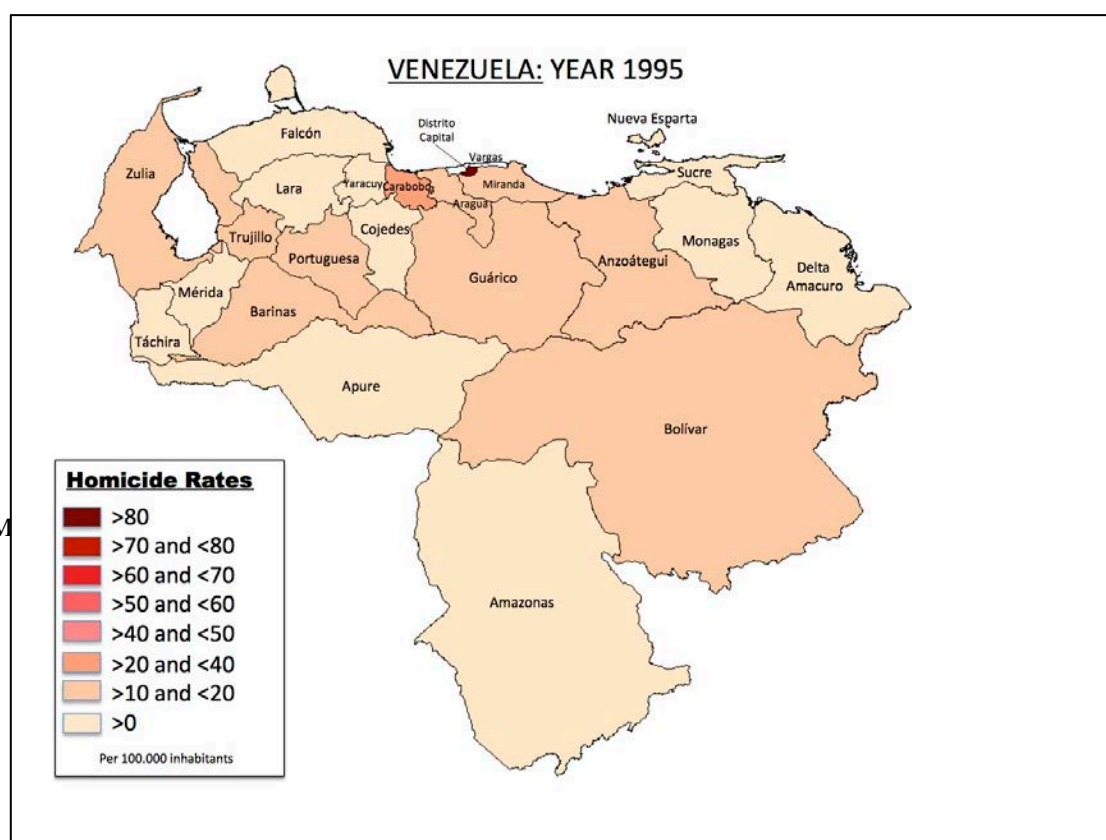 VENEZUELA: YEAR 1995
Distrito
Capital
Nueva Esparta
Falcón
Vargas
Zulia
Lara
Yaracuy
Carabobo
Miranda
Sucre
Aragua
Trujillo
Cojedes
Portuguesa
Monagas
Anzoátegui
Guárico
Delta
Amacuro
Mérida
Barinas
Táchira
Apure
Bolívar
Amazonas
Homicide Rates
>80
>70 and <80
>60 and <70
>50 and <60
>40 and <50
>20 and <40
>10 and <20
>0
Per 100.000 inhabitants
M